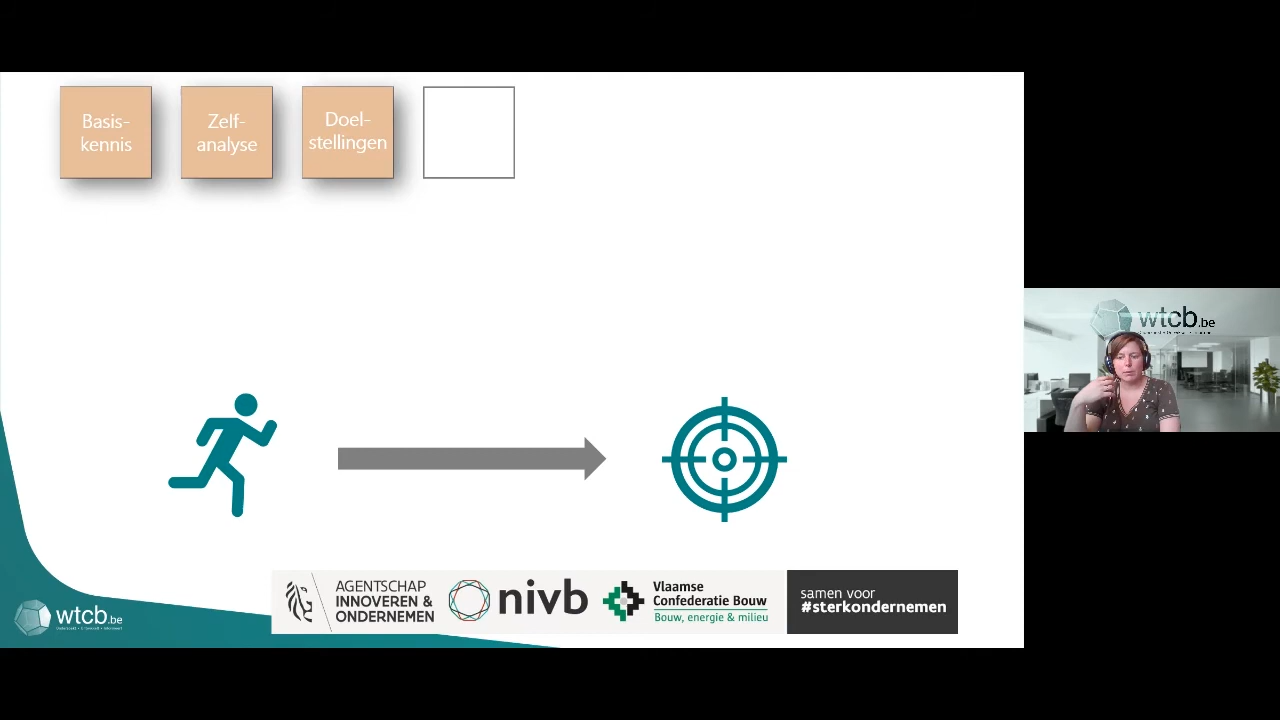 Basis-
kennis
Zelf-
analyse
Doel-
stellingen
wtcb.be
wtcb.be
AGENTSCHAP
INNOVEREN &
ONDERNEMEN
nivb
Vlaamse
Confederatie Bouw
Bouw, energie & milieu
samen voor
#sterkondernemen